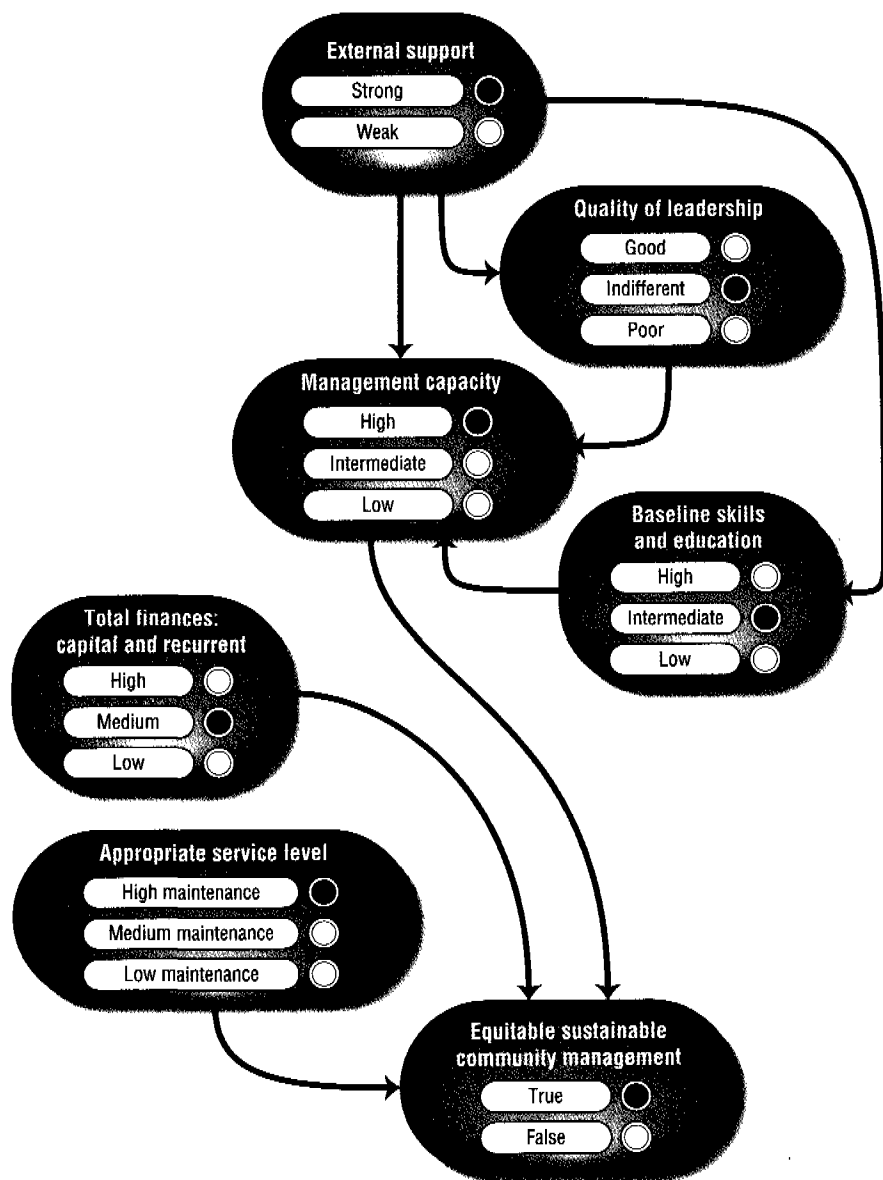 External support
Strong
Weak
Quality of leadership
Good
Indifferent
Poor
Management capacity
High
Intermediate
Low
Baseline skills
and education
High
Intermediate
Low
Total finances:
capital and recurrent
High
Medium
Low
Appropriate service level
High maintenance
Medium maintenance
Low maintenance
Equitable sustainable
community management
True
False